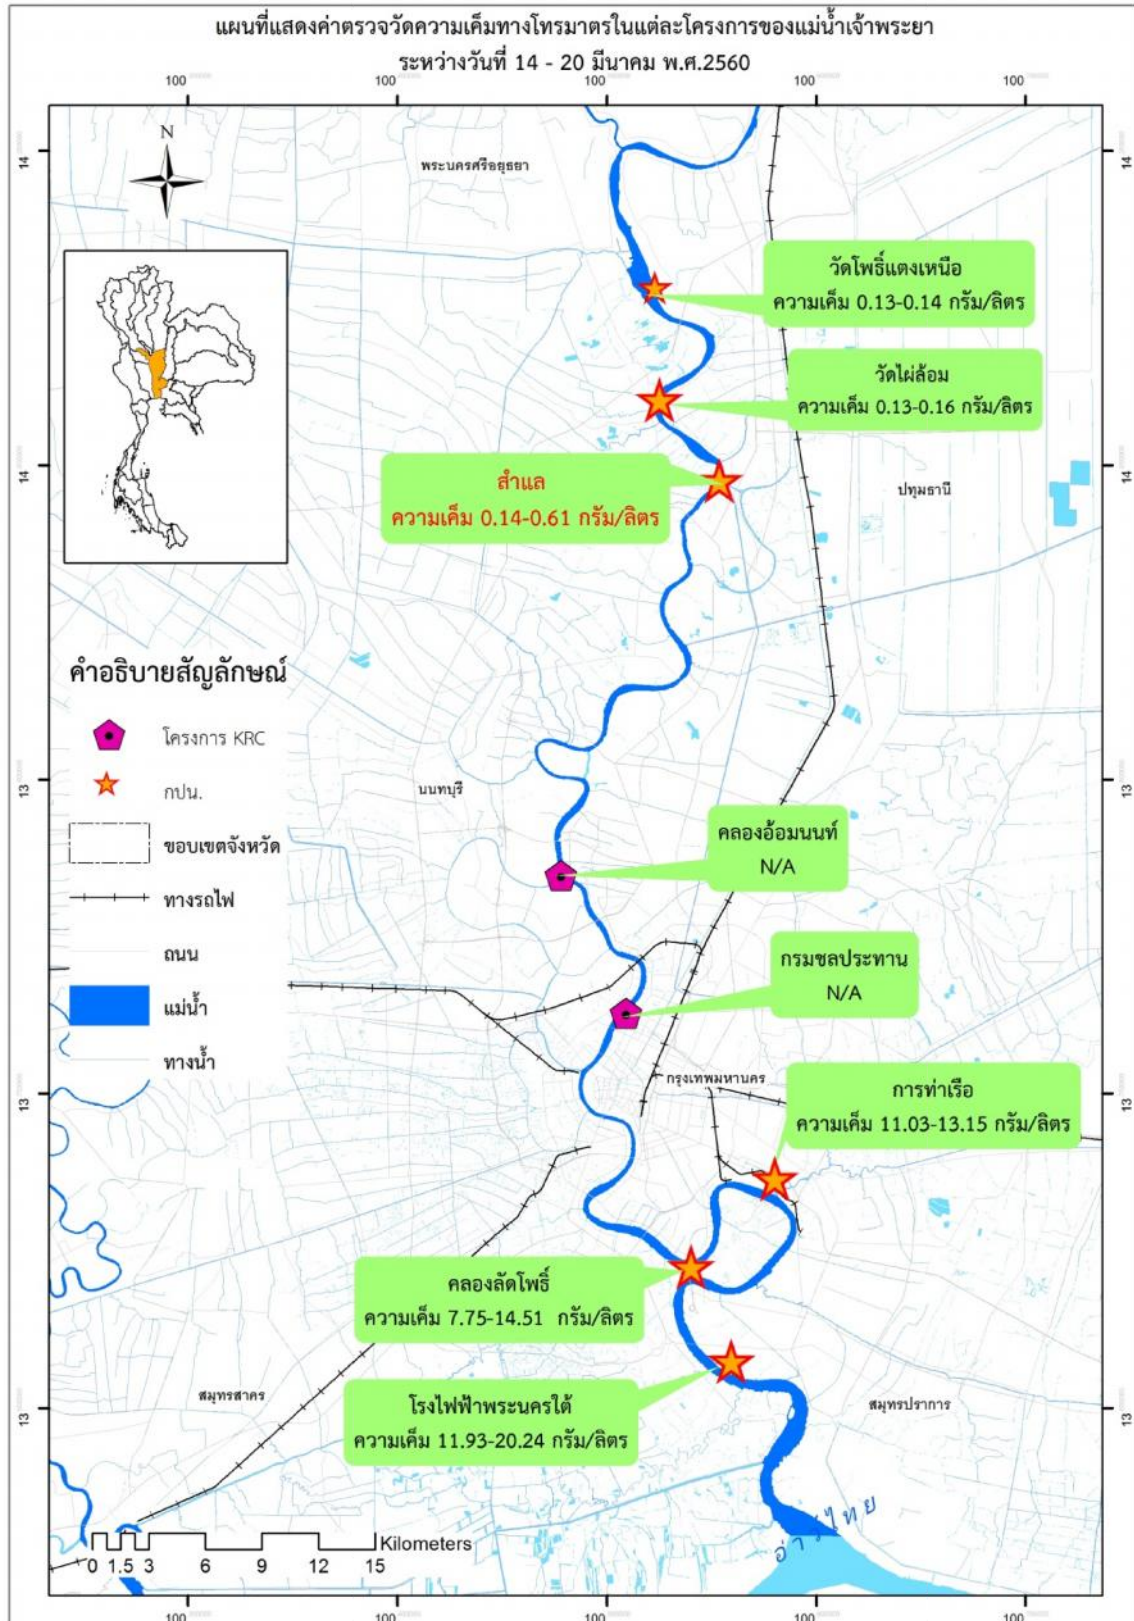 แผนที่แสดงค่าตรวจวัดความเค็มทางโทรมาตรในแต่ละโครงการของแม่น้ำเจ้าพระยา
ระหว่างวันที่ 14 - 20 มีนาคม พ.ศ.2560
100
100
100
100
100
N
พระนครศรีอยุธยา
14
14
วัดโพธิ์แตงเหนือ
ความเค็ม 0.13-0.14 กรัม/ลิตร
วัดไผ่ล้อม
ความเค็ม 0.13-0.16 กรัม/ลิตร
14
14
สำแล
ความเค็ม 0.14-0.61 กรัม/ลิตร
ปทุมธานี
คำอธิบายสัญลักษณ์
โครงการ KRC
กปน.
ขอบเขตจังหวัด
ทางรถไฟ
ถนน
แม่น้ำ
ทางน้ำ
13
13
นนทบุรี
คลองอ้อมนนท์
N/A
กรมชลประทาน
N/A
13
13
กรุงเทพมหานคร
การท่าเรือ
ความเค็ม 11.03-13.15 กรัม/ลิตร
คลองลัดโพธิ์
ความเค็ม 7.75-14.51 กรัม/ลิตร
13
13
สมุทรสาคร
โรงไฟฟ้าพระนครใต้
ความเค็ม 11.93-20.24 กรัม/ลิตร
สมุทรปราการ
อ่าวไทย
Kilometers
0 1.5 3 6 9 12 15
100
100
100
100
100